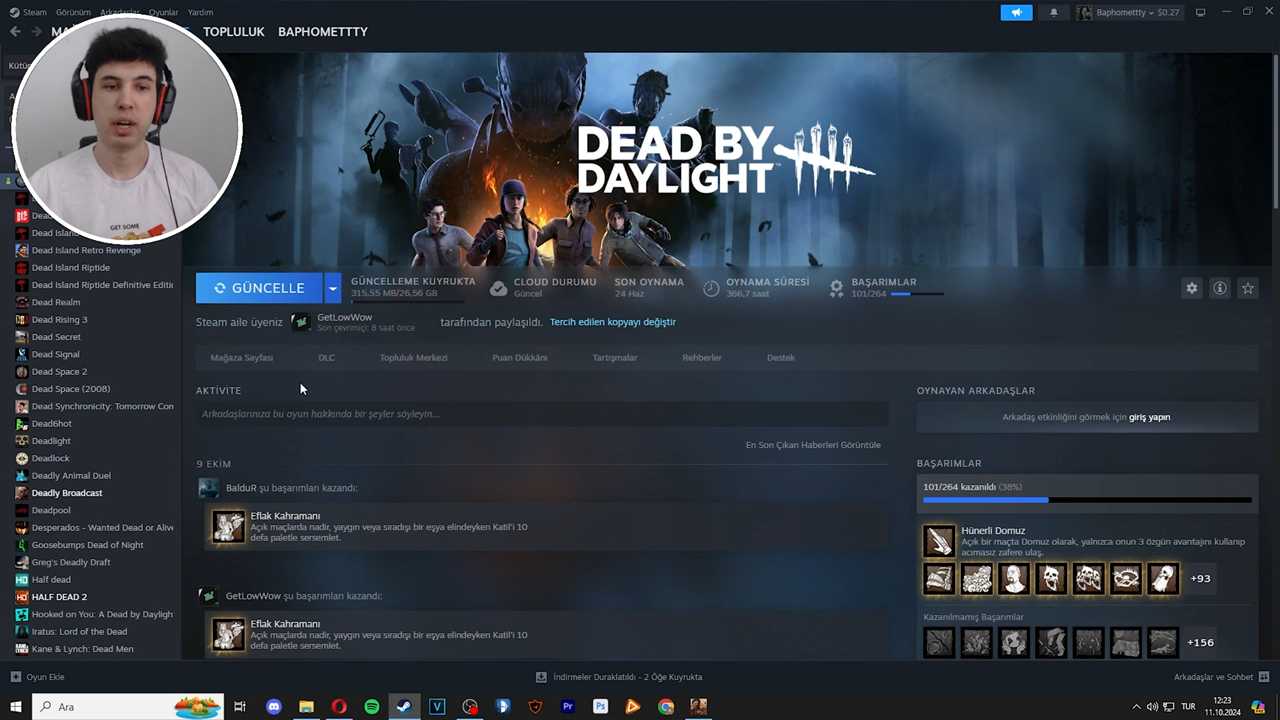 Steam Görünüm Arkadaşlar Oyunlar Yardım
Baphomettty $0.27
TOPLULUK BAPHOMETTTY
DEAD BY
DAYLIGHT
GET SOME
Dead Island Retro Revenge
Dead Island Riptide
Dead Island Riptide Definitive Editic
Dead Realm
Dead Rising 3
Dead Secret
Dead Signal
Dead Space 2
Dead Space (2008)
Dead Synchronicity: Tomorrow Con
Dead6hot
Deadlight
Deadlock
Deadly Animal Duel
Deadly Broadcast
Deadpool
Desperados - Wanted Dead or Alive
Goosebumps Dead of Night
Greg's Deadly Draft
Half dead
HALF DEAD 2
Hooked on You: A Dead by Dayligh
Iratus: Lord of the Dead
Kane & Lynch: Dead Men
GÜNCELLE
GÜNCELLEME KUYRUKTA
315,55 MB/26,56 GB
CLOUD DURUMU
Güncel
SON OYNAMA
24 Haz
OYNAMA SÜRESİ
366,7 saat
BAŞARIMLAR
101/264
Steam aile üyeniz GetLowWow tarafından paylaşıldı. Tercih edilen kopyayı değiştir
Son çevrimiçi: 8 saat önce
Mağaza Sayfası DLC Topluluk Merkezi Puan Dükkânı Tartışmalar Rehberler Destek
AKTİVİTE
Arkadaşlarınıza bu oyun hakkında bir şeyler söyleyin...
En Son Çıkan Haberleri Görüntüle
9 EKİM
BalduR şu başarımları kazandı:
Eflak Kahramanı
Açık maçlarda nadir, yaygın veya sıradışı bir eşya elindeyken Katil'i 10
defa paletle sersemlet.
GetLowWow şu başarımları kazandı:
Eflak Kahramanı
Açık maçlarda nadir, yaygın veya sıradışı bir eşya elindeyken Katil'i 10
defa paletle sersemlet.
OYNAYAN ARKADAŞLAR
Arkadaş etkinliğini görmek için giriş yapın.
BAŞARIMLAR
101/264 kazanıldı (38%)
Hünerli Domuz
Açık bir maçta Domuz olarak, yalnızca onun 3 özgün avantajını kullanıp
acımasız zafere ulaş.
+93
Kazanılmamış Başarımlar
+156
Oyun Ekle
İndirmeler Duraklatıldı - 2 Öğe Kuyrukta
Arkadaşlar ve Sohbet
Ara
TUR
12:23
11.10.2024